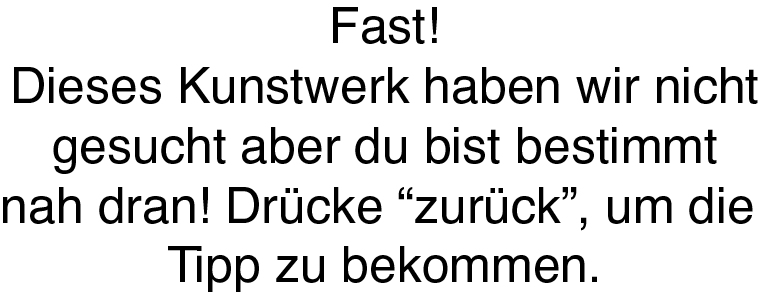 Fast!
Dieses Kunstwerk haben wir nicht
gesucht aber du bist bestimmt
nah dran! Drücke “zurück”, um die
Tipp zu bekommen.